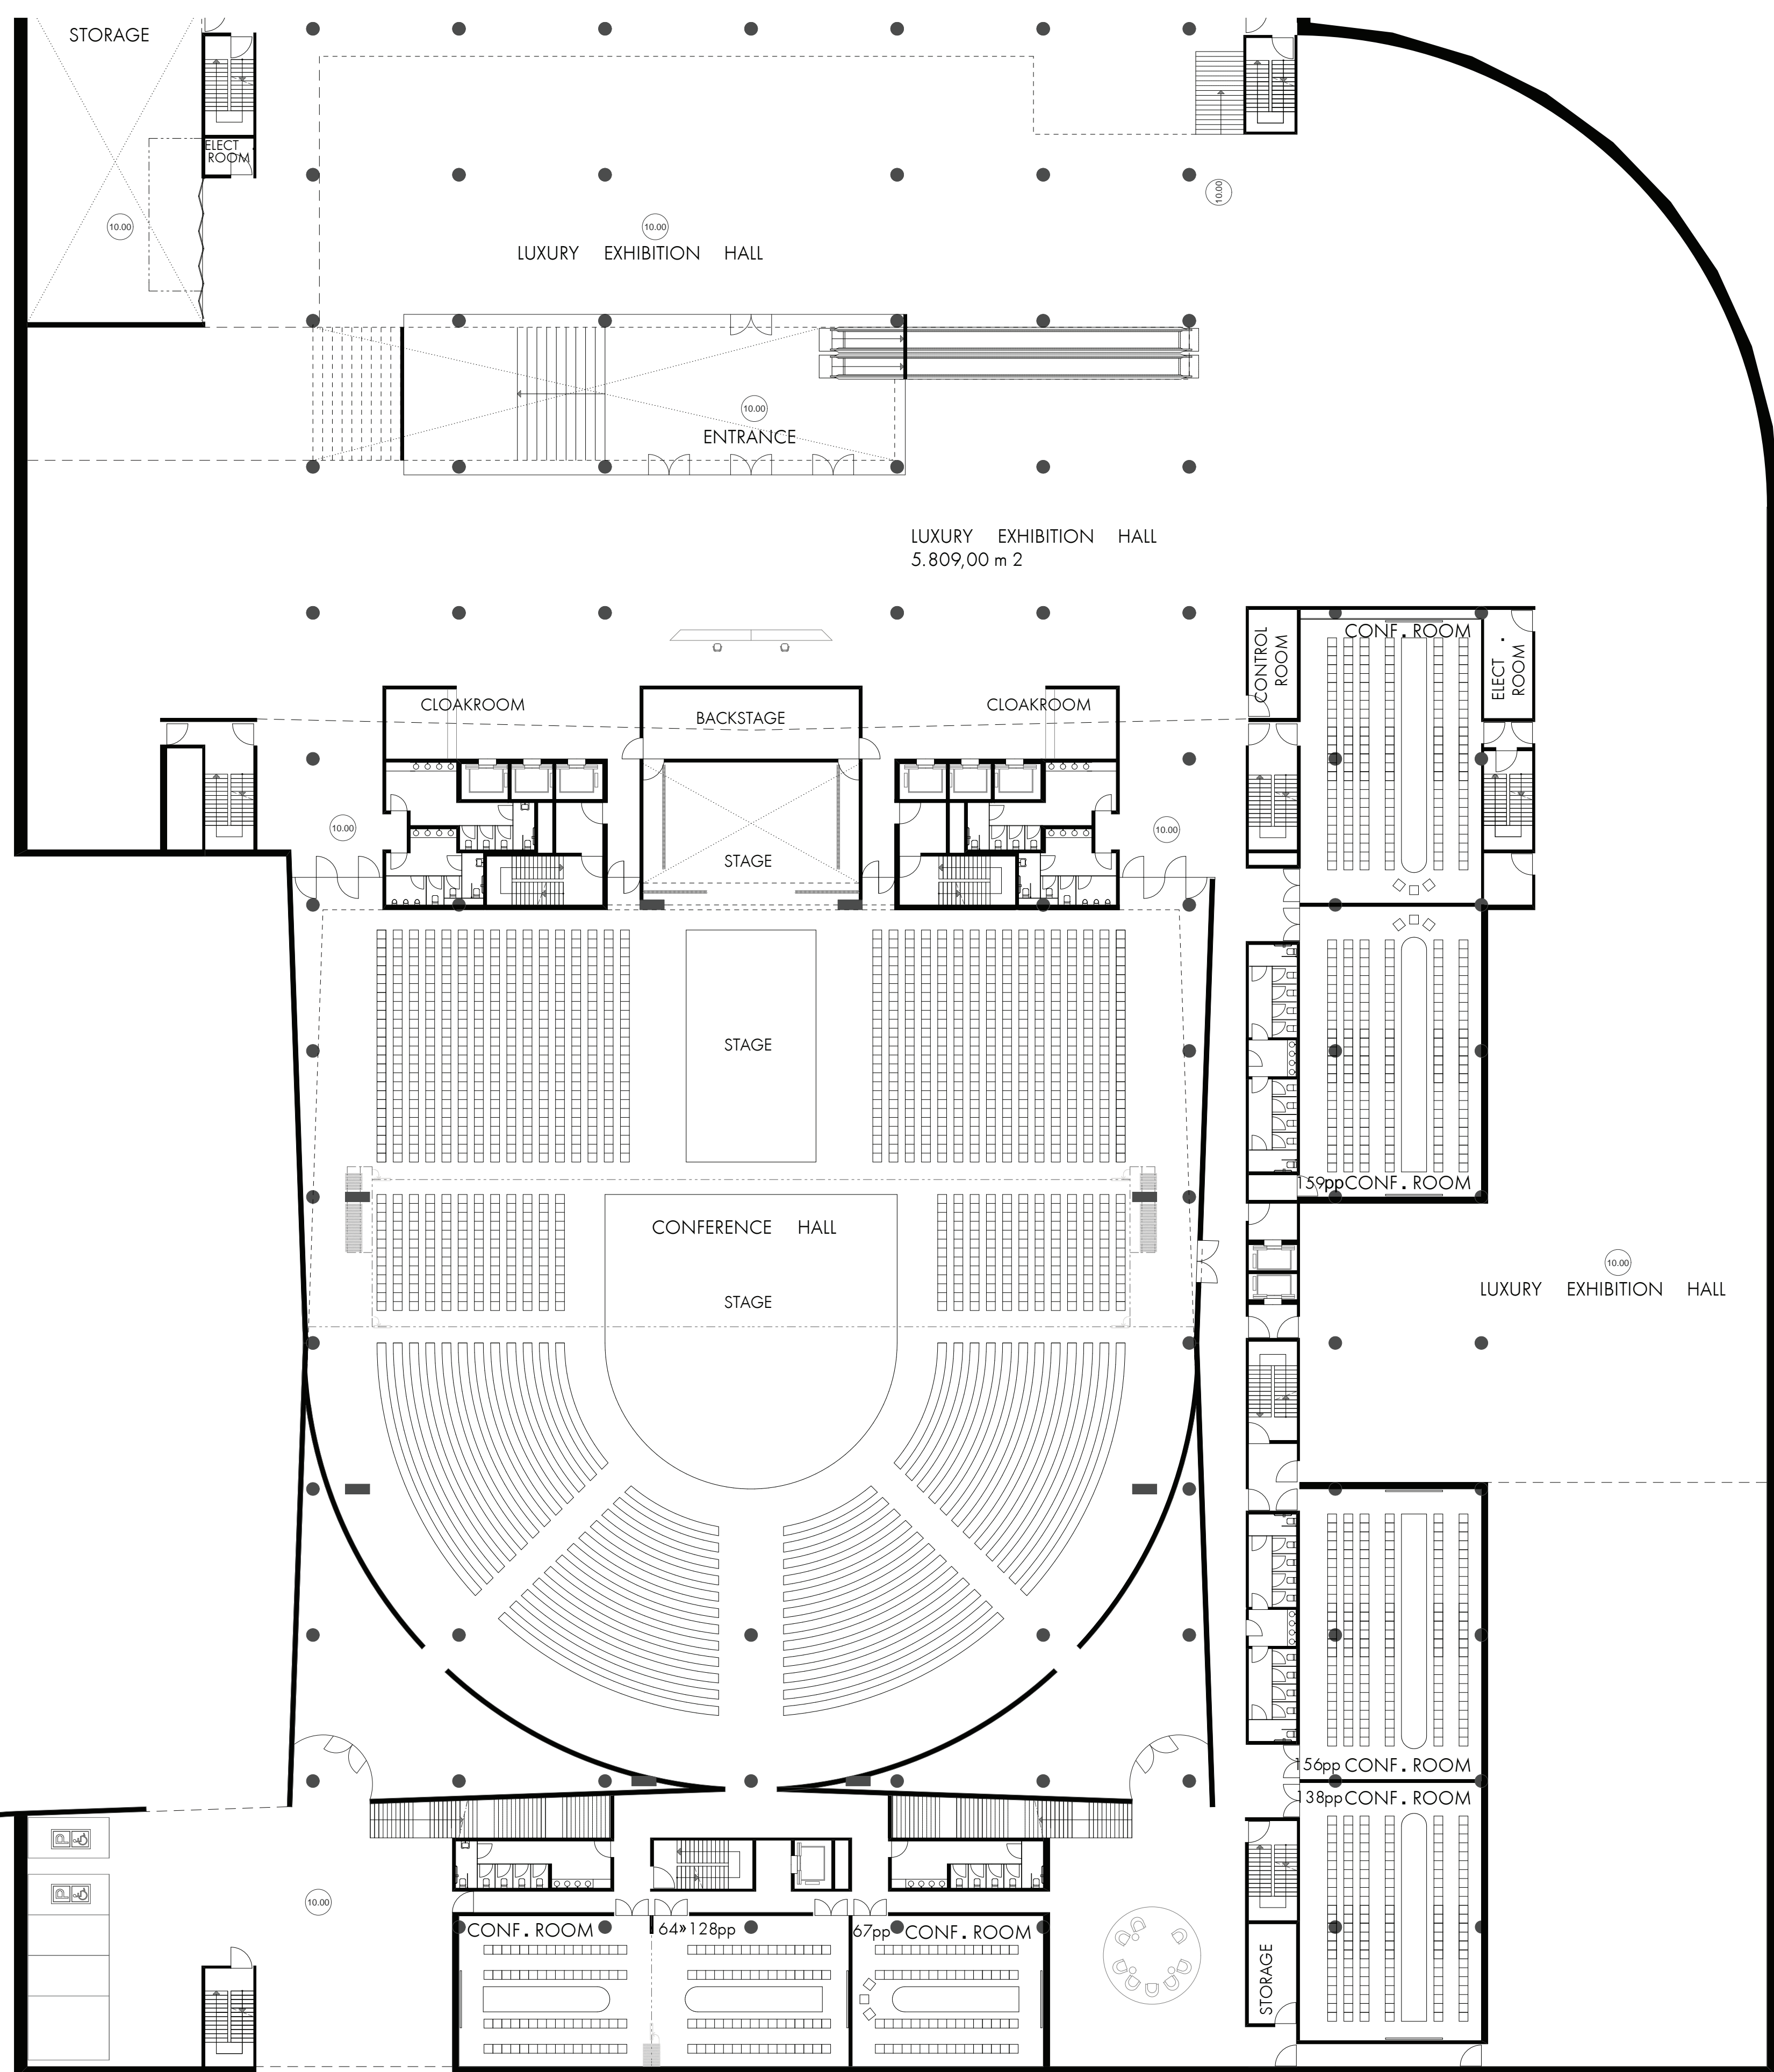 STORAGE
ELECT
ROOM
10.00
10.00
10.00
LUXURY EXHIBITION HALL
10.00
ENTRANCE
LUXURY EXHIBITION HALL
5.809,00 m 2
CONTROL
ROOM
CONF. ROOM
ELECT.
ROOM
CLOAKROOM
BACKSTAGE
CLOAKROOM
10.00
10.00
STAGE
STAGE
159pp CONF. ROOM
CONFERENCE HALL
10.00
LUXURY EXHIBITION HALL
STAGE
156pp CONF. ROOM
138pp CONF. ROOM
P
P
10.00
CONF. ROOM
64»128pp
67pp CONF. ROOM
STORAGE